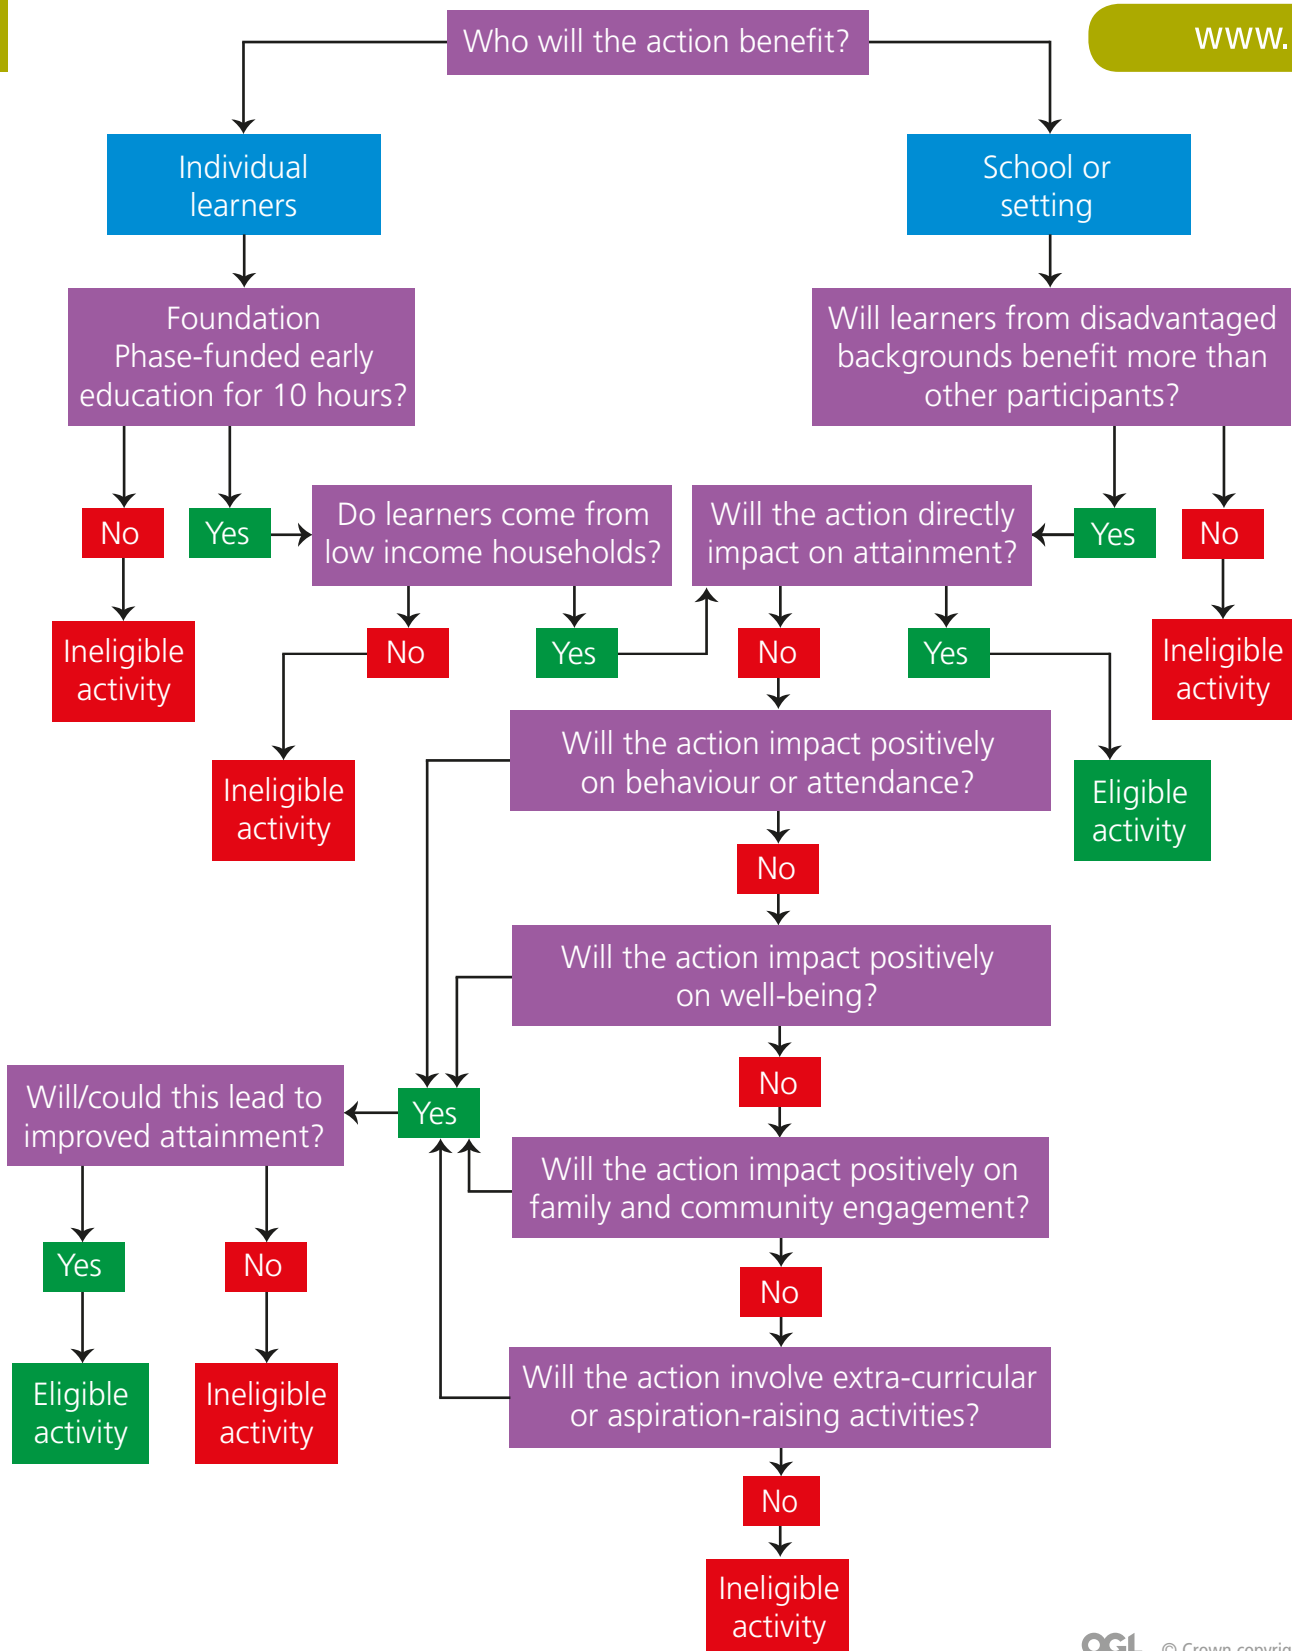 www.
Who will the action benefit?
Individual
learners
School or
setting
Foundation
Phase-funded early
education for 10 hours?
Will learners from disadvantaged
backgrounds benefit more than
other participants?
No
Yes
Do learners come from
low income households?
Will the action directly
impact on attainment?
Yes
No
Ineligible
activity
No
Yes
No
Yes
Ineligible
activity
Ineligible
activity
Will the action impact positively
on behaviour or attendance?
Eligible
activity
No
Will the action impact positively
on well-being?
No
Will/could this lead to
improved attainment?
Yes
Will the action impact positively on
family and community engagement?
Yes
No
No
Eligible
activity
Ineligible
activity
Will the action involve extra-curricular
or aspiration-raising activities?
No
Ineligible
activity
OGL © Crown